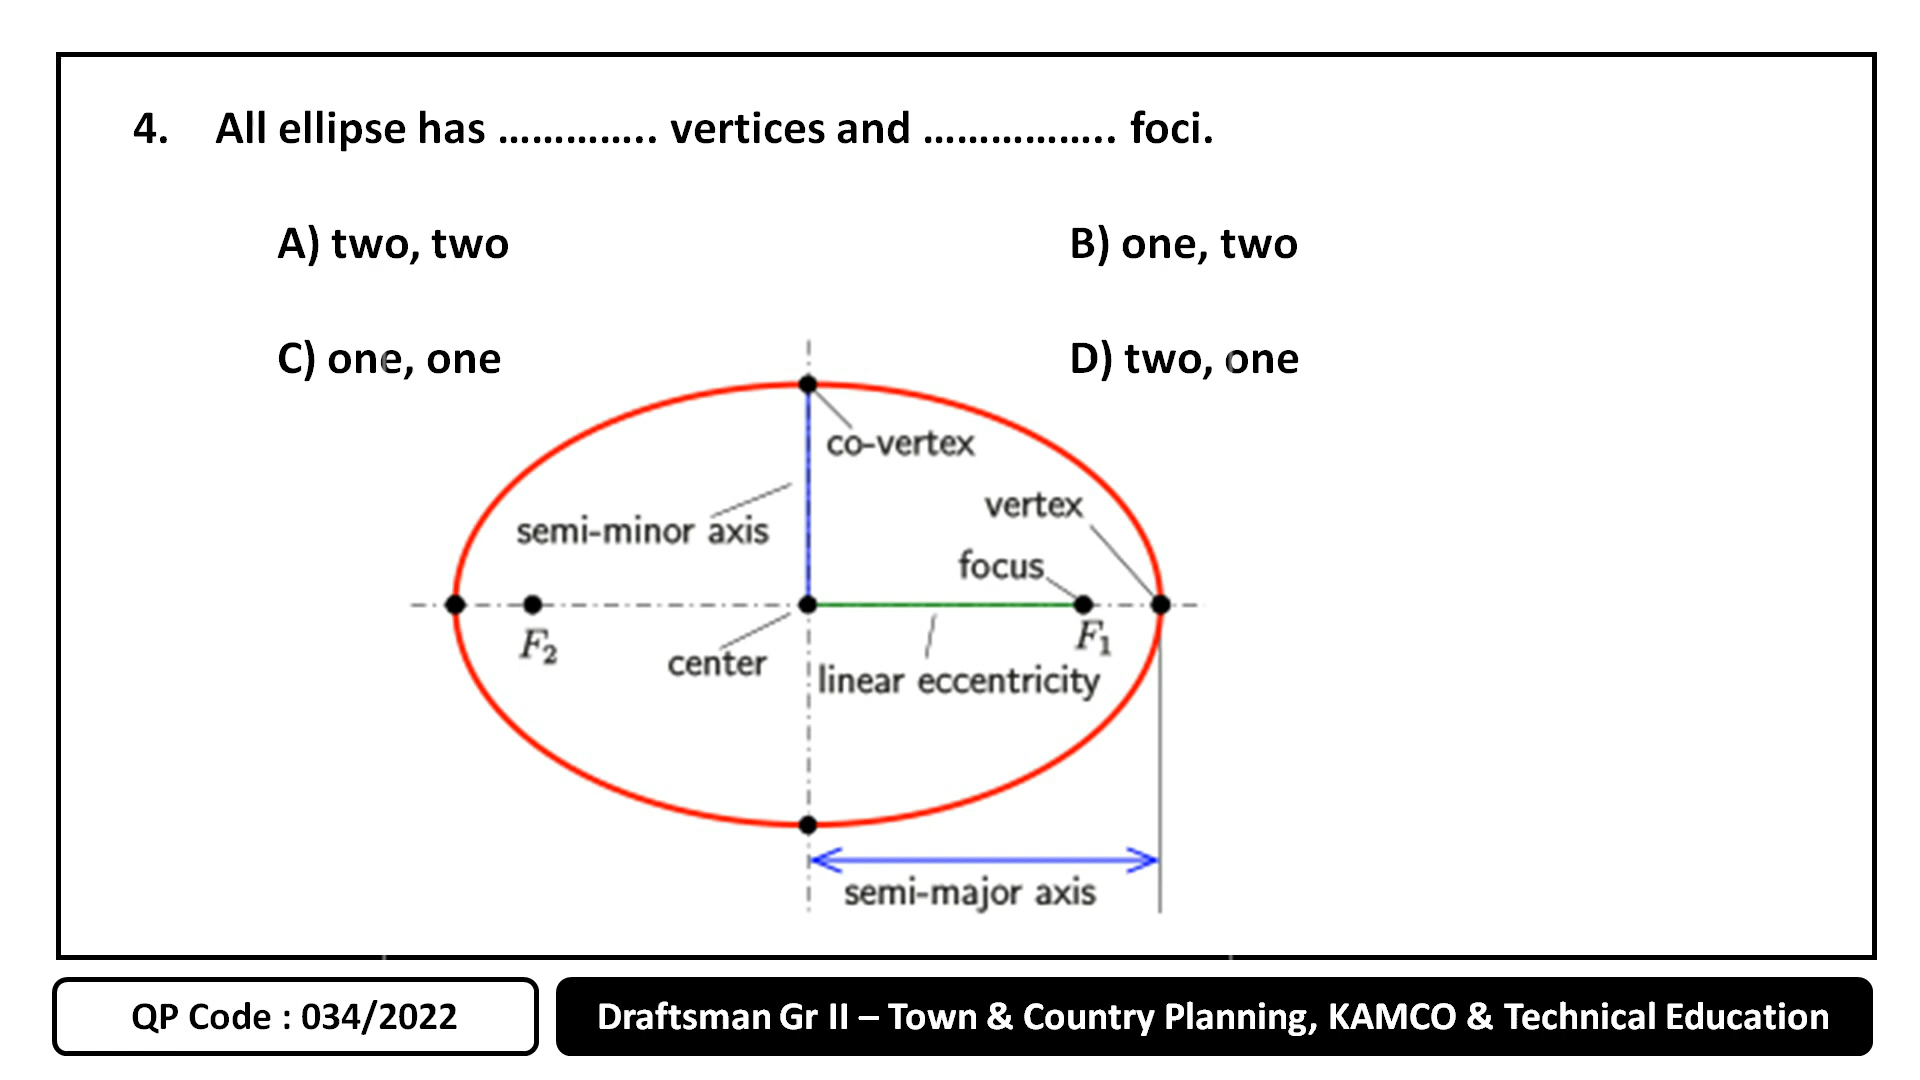 4. All ellipse has ………….. vertices and …………….. foci.
A) two, two
B) one, two
C) one, one
D) two, one
co-vertex
vertex
semi-minor axis
focus
F2
F1
center
linear eccentricity
semi-major axis
QP Code : 034/2022
Draftsman Gr II – Town & Country Planning, KAMCO & Technical Education